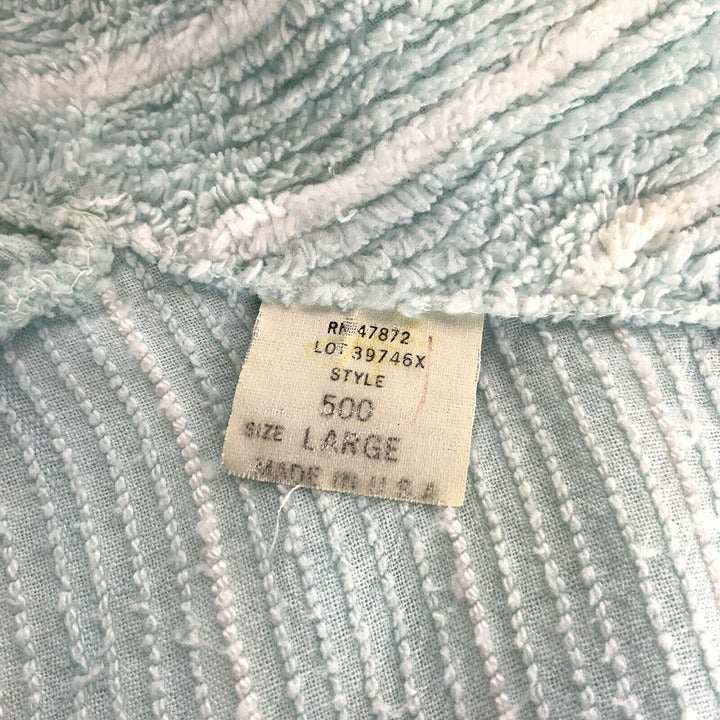 RN 47872
LOT 39746X
STYLE
500
SIZE LARGE
MADE IN U.S.A